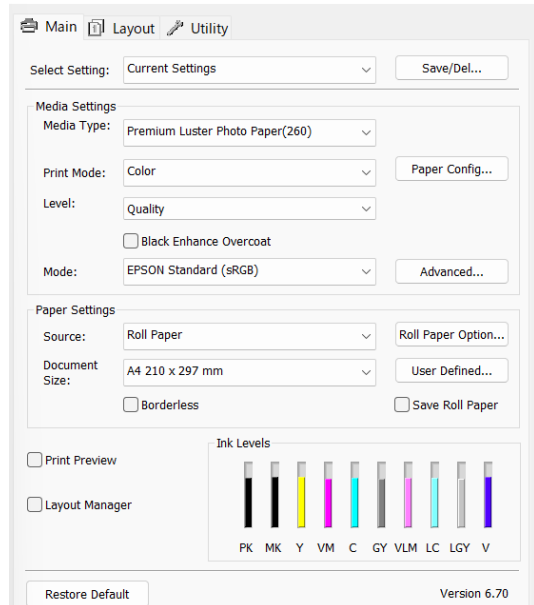 Main Layout Utility
Select Setting: Current Settings Save/Del...
Media Settings
Media Type: Premium Luster Photo Paper(260)
Print Mode: Color Paper Config...
Level: Quality
Black Enhance Overcoat
Mode: EPSON Standard (sRGB) Advanced...
Paper Settings
Source: Roll Paper Roll Paper Option...
Document
Size: A4 210 x 297 mm User Defined...
Borderless Save Roll Paper
Ink Levels
Print Preview
Layout Manager
PK MK Y VM C GY VLM LC LGY V
Restore Default Version 6.70